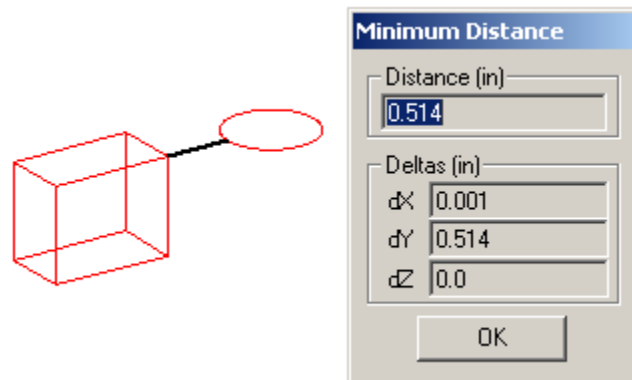 Minimum Distance
Distance (in)
0.514
Deltas (in)
dX 0.001
dY 0.514
dZ 0.0
OK